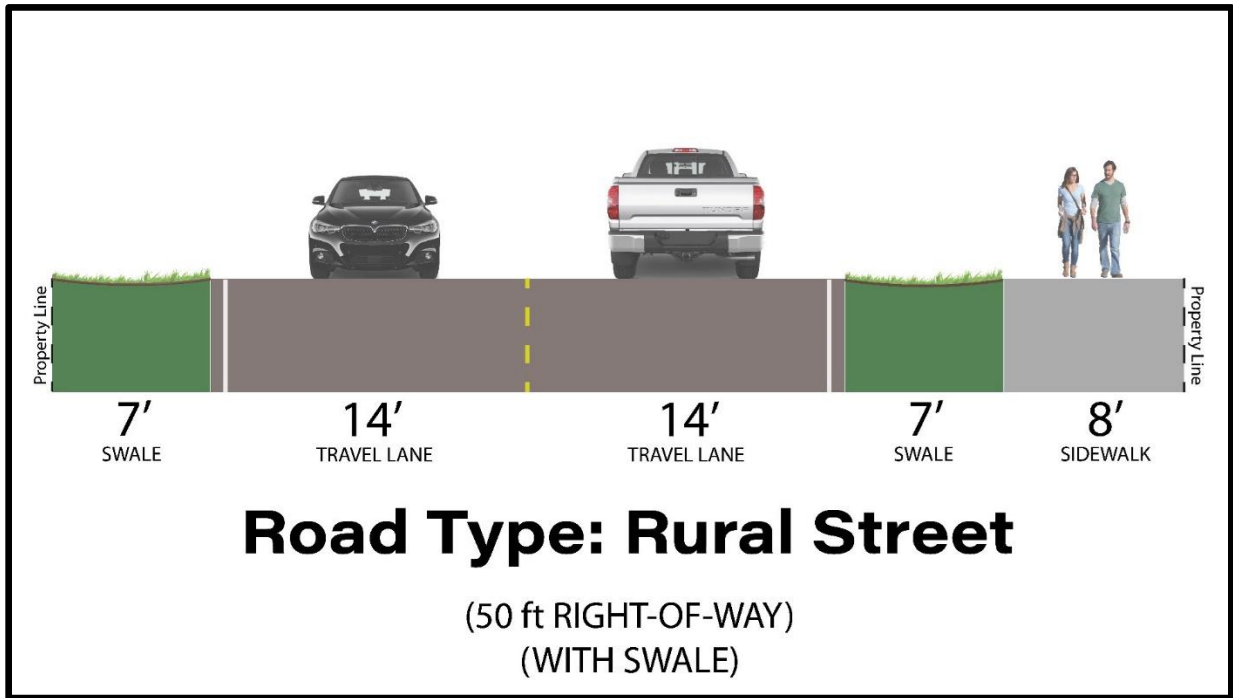 TUNDRA
Property Line
Property Line
7’ 14’ 14’ 7’ 8’
SWALE TRAVEL LANE TRAVEL LANE SWALE SIDEWALK
Road Type: Rural Street
(50 ft RIGHT-OF-WAY)
(WITH SWALE)